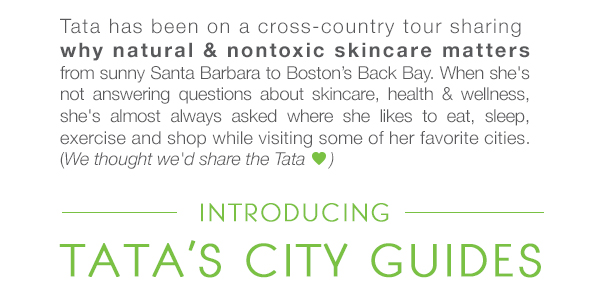 Tata has been on a cross-country tour sharing
why natural & nontoxic skincare matters
from sunny Santa Barbara to Boston's Back Bay. When she's
not answering questions about skincare, health & wellness,
she's almost always asked where she likes to eat, sleep,
exercise and shop while visiting some of her favorite cities.
(We thought we'd share the Tata ♥)
INTRODUCING
TATA'S CITY GUIDES